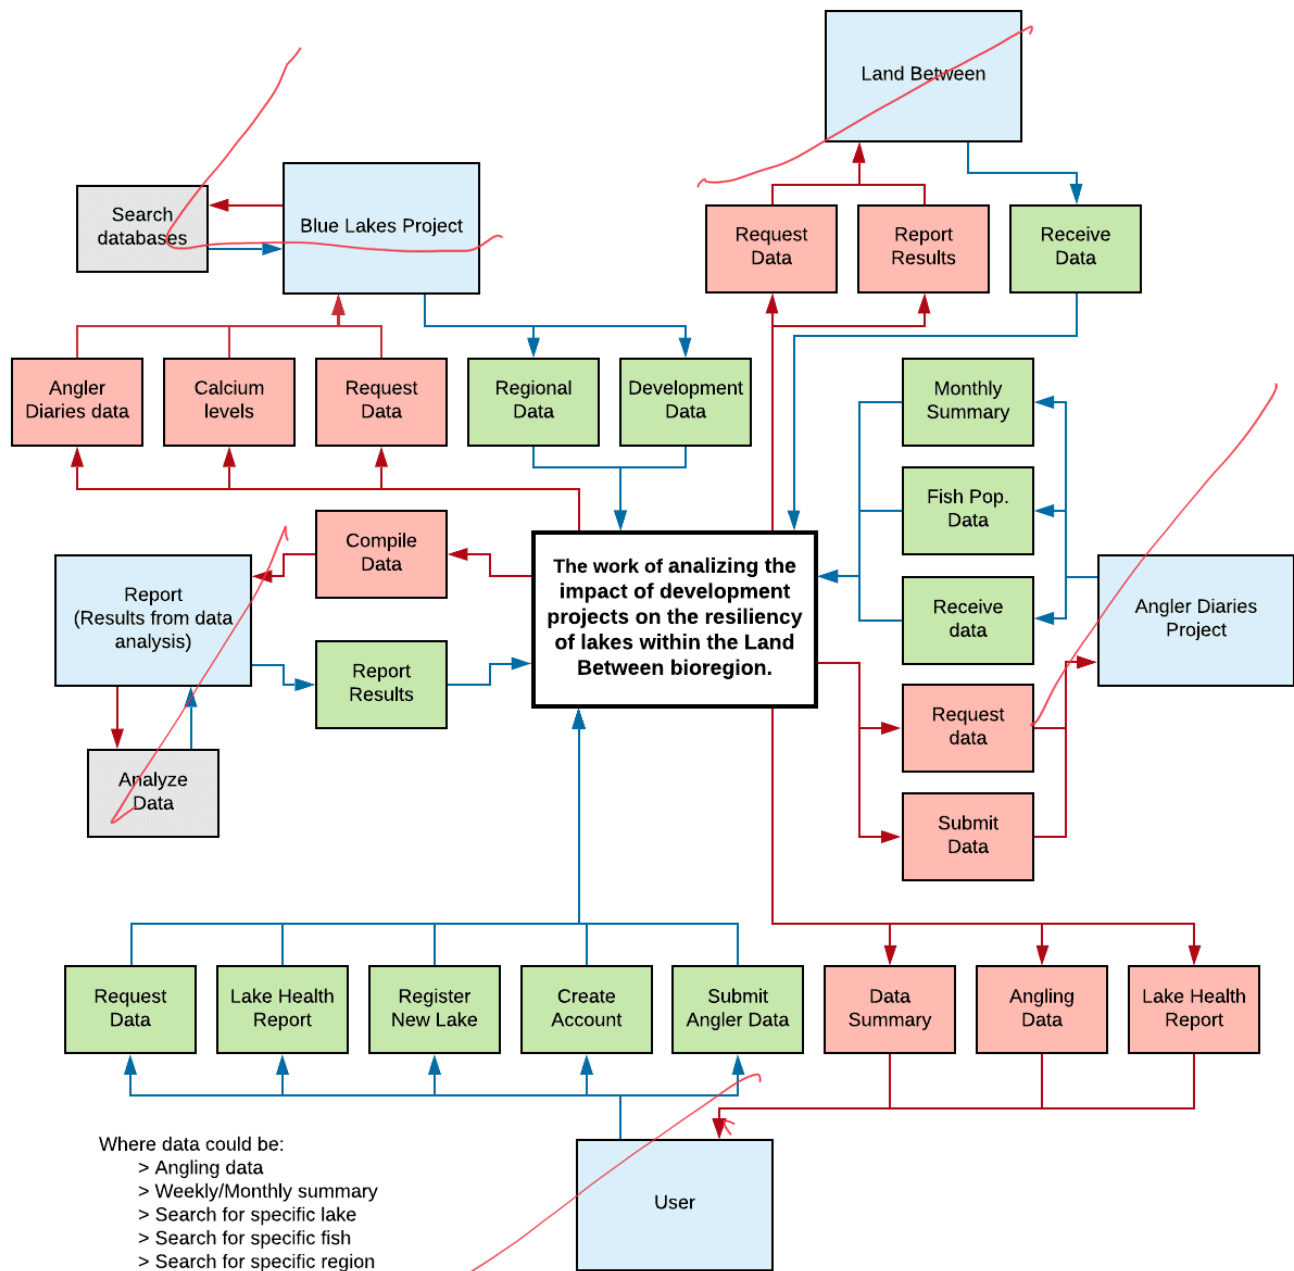 Land Between
Search
databases
Blue Lakes Project
Request
Data
Report
Results
Receive
Data
Angler
Diaries data
Calcium
levels
Request
Data
Regional
Data
Development
Data
Monthly
Summary
Fish Pop.
Data
Receive
data
Angler Diaries
Project
Compile
Data
Report
(Results from data
analysis)
Report
Results
Analyze
Data
The work of analizing the
impact of development
projects on the resiliency
of lakes within the Land
Between bioregion.
Request
data
Submit
Data
Request
Data
Lake Health
Report
Register
New Lake
Create
Account
Submit
Angler Data
Data
Summary
Angling
Data
Lake Health
Report
User
Where data could be:
> Angling data
> Weekly/Monthly summary
> Search for specific lake
> Search for specific fish
> Search for specific region